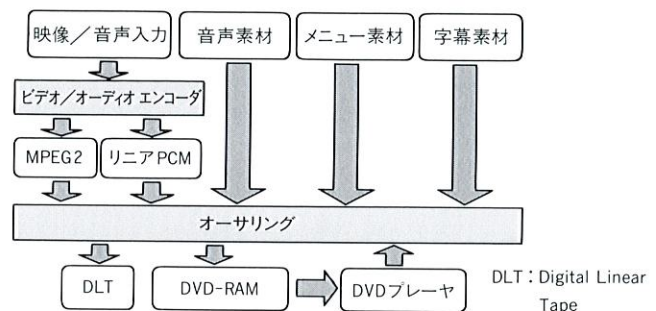 映像/音声入力
音声素材
メニュー素材
字幕素材
ビデオ/オーディオ エンコーダ
MPEG2
リニアPCM
オーサリング
DLT
DVD-RAM
DVDプレーヤ
DLT:Digital Linear
Tape